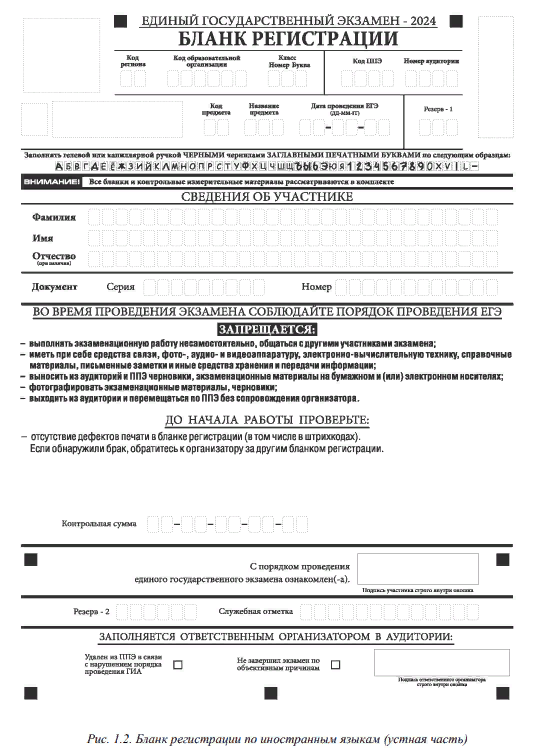 ЕДИНЫЙ ГОСУДАРСТВЕННЫЙ ЭКЗАМЕН - 2024
БЛАНК РЕГИСТРАЦИИ
Код региона
Код образовательной организации
Класс Номер Буква
Код ППЭ
Номер аудитории
Код предмета
Название предмета
Дата проведения ЕГЭ (ДД-ММ-ГГ)
Резерв - 1
Заполнять гелевой или капиллярной ручкой ЧЕРНЫМИ чернилами ЗАГЛАВНЫМИ ПЕЧАТНЫМИ БУКВАМИ по следующим образцам:
АБВГДЕЁЖЗИЙКЛМНОПРСТУФХЦЧШЩЪЫЬЭЮЯ1234567890XVIL-
ВНИМАНИЕ! Все бланки и контрольные измерительные материалы рассматриваются в комплекте
СВЕДЕНИЯ ОБ УЧАСТНИКЕ
Фамилия
Имя
Отчество
(при наличии)
Документ Серия Номер
ВО ВРЕМЯ ПРОВЕДЕНИЯ ЭКЗАМЕНА СОБЛЮДАЙТЕ ПОРЯДОК ПРОВЕДЕНИЯ ЕГЭ
ЗАПРЕЩАЕТСЯ:
– выполнять экзаменационную работу несамостоятельно, общаться с другими участниками экзамена;
– иметь при себе средства связи, фото-, аудио- и видеоаппаратуру, электронно-вычислительную технику, справочные
материалы, письменные заметки и иные средства хранения и передачи информации;
– выносить из аудиторий и ППЭ черновики, экзаменационные материалы на бумажном и (или) электронном носителях;
– фотографировать экзаменационные материалы, черновики;
– выходить из аудитории и перемещаться по ППЭ без сопровождения организатора.
ДО НАЧАЛА РАБОТЫ ПРОВЕРЬТЕ:
– отсутствие дефектов печати в бланке регистрации (в том числе в штрихкодах).
Если обнаружили брак, обратитесь к организатору за другим бланком регистрации.
Контрольная сумма
С порядком проведения
единого государственного экзамена ознакомлен(-а).
Подпись участника строго внутри окошка
Резерв - 2 Служебная отметка
ЗАПОЛНЯЕТСЯ ОТВЕТСТВЕННЫМ ОРГАНИЗАТОРОМ В АУДИТОРИИ:
Удален из ППЭ в связи
с нарушением порядка
проведения ГИА
Не завершил экзамен по
объективным причинам
Подпись ответственного организатора
строго внутри окошка
Рис. 1.2. Бланк регистрации по иностранным языкам (устная часть)